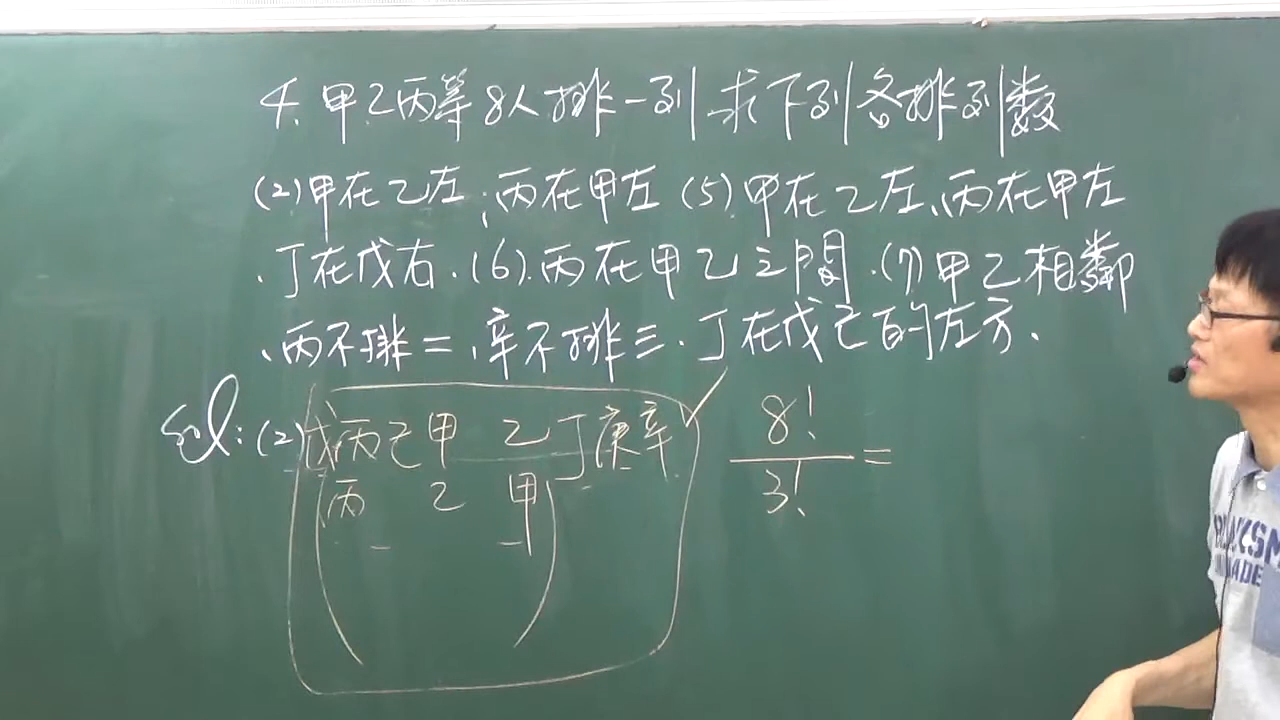 4. 甲乙丙等8人排一列,求下列各排列数
(2) 甲在乙左,丙在甲左 (5). 甲在乙左、丙在甲左
、丁在戊右. (6). 丙在甲乙之間. (7) 甲乙相鄰
、丙不排二、辛不排三、丁在戊己的左方、
sol: (2) 戊丙己甲 乙丁庚辛 8!/3! =
丙 乙 甲